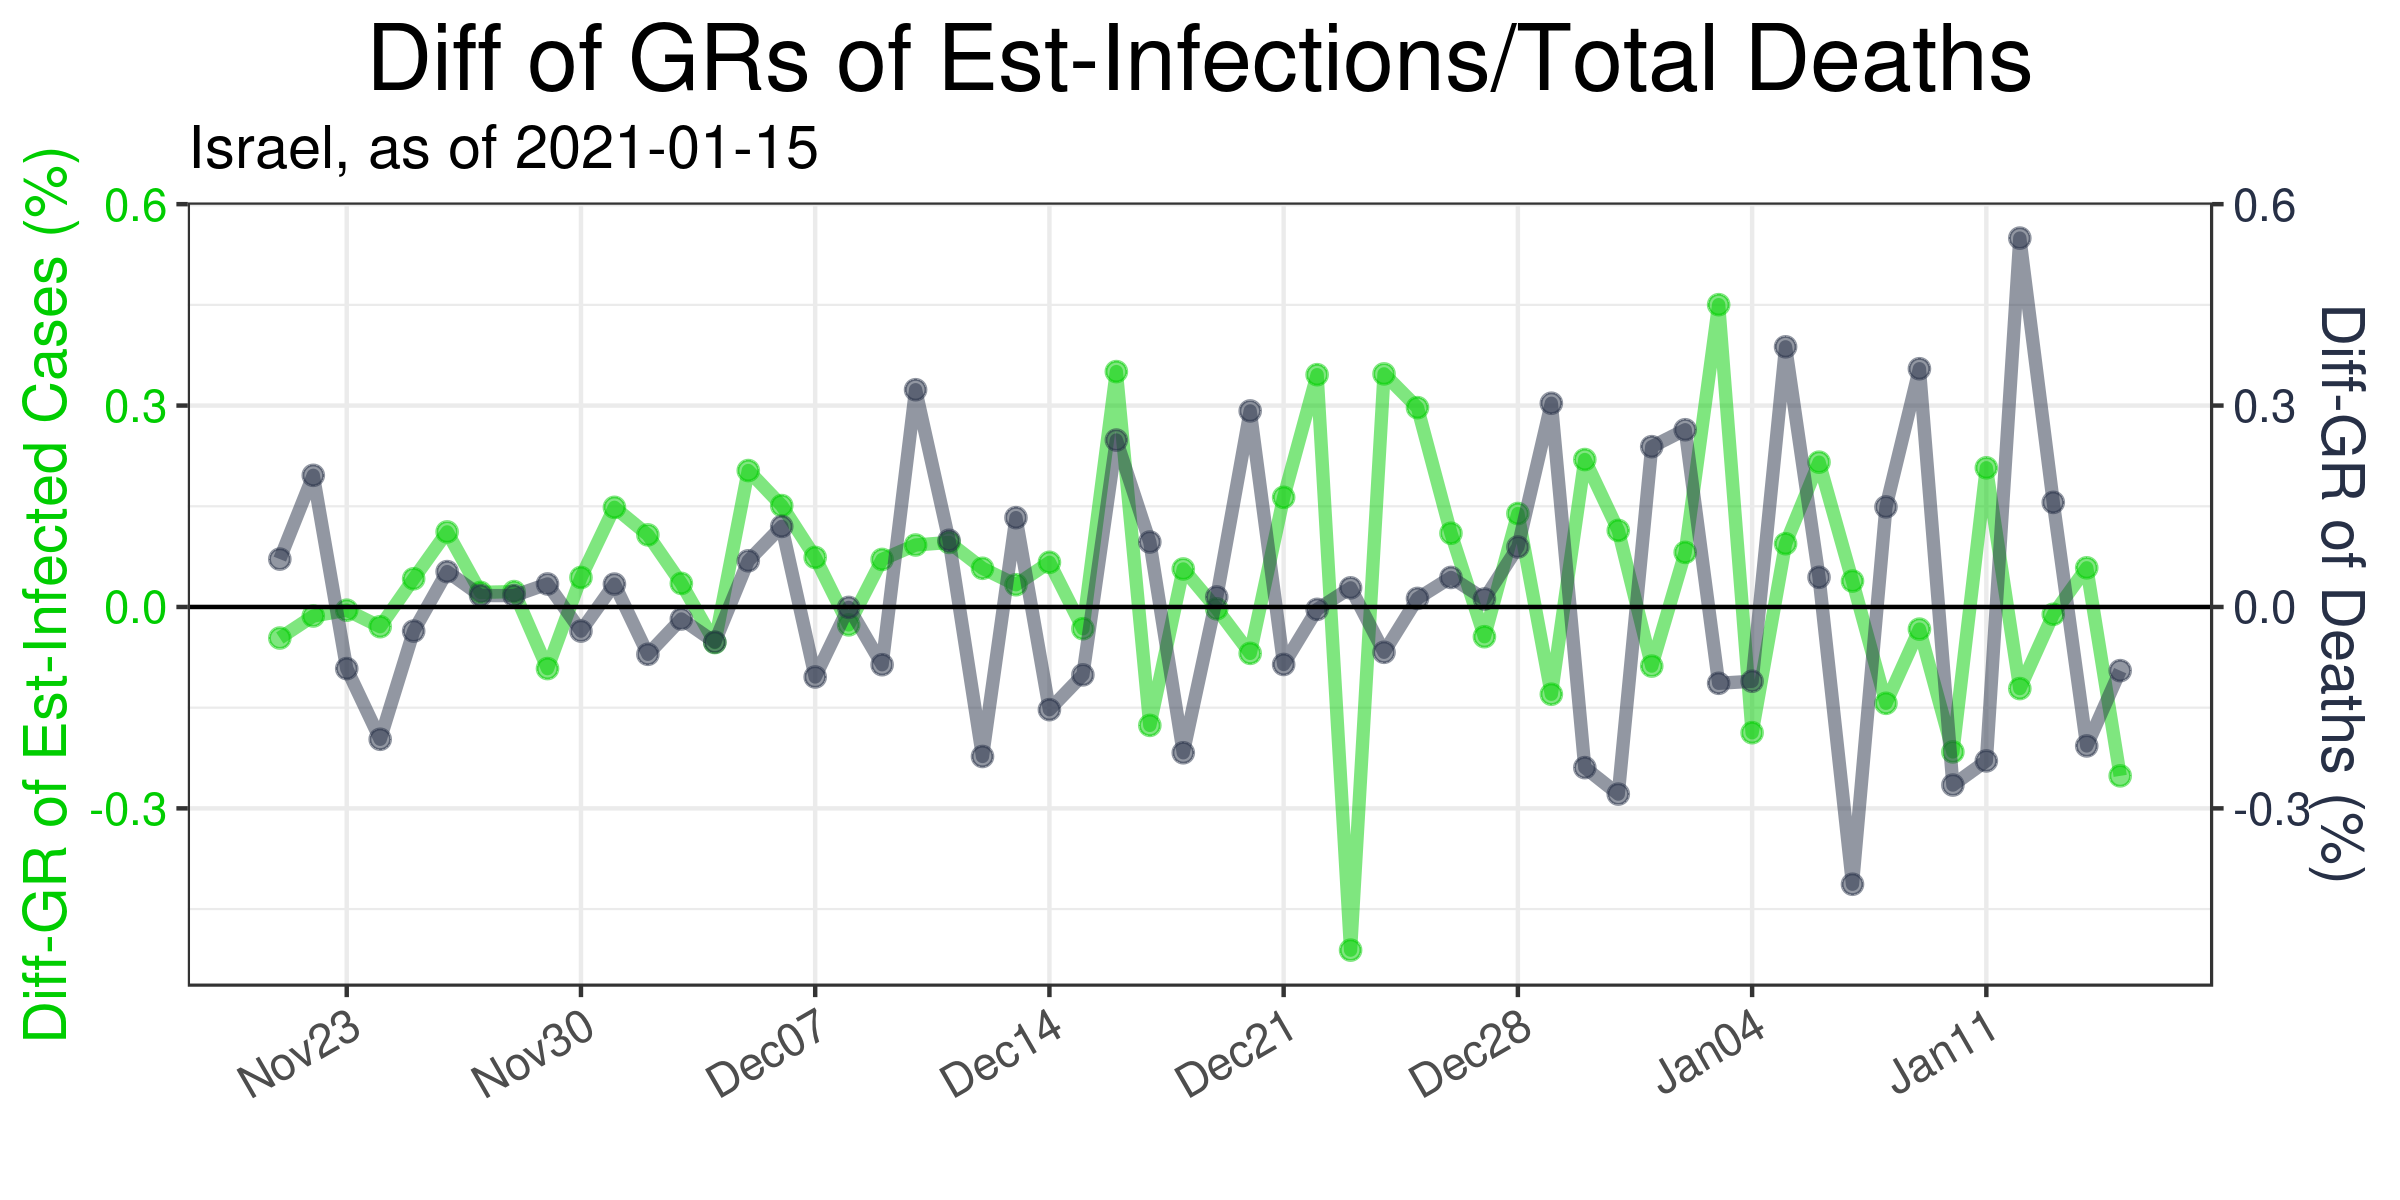 Diff of GRs of Est-Infections/Total Deaths
Israel, as of 2021-01-15
Diff-GR of Est-Infected Cases (%)
0.6
0.3
0.0
-0.3
0.6
0.3
0.0
-0.3
Diff-GR of Deaths (%)
Nov23
Nov30
Dec07
Dec14
Dec21
Dec28
Jan04
Jan11